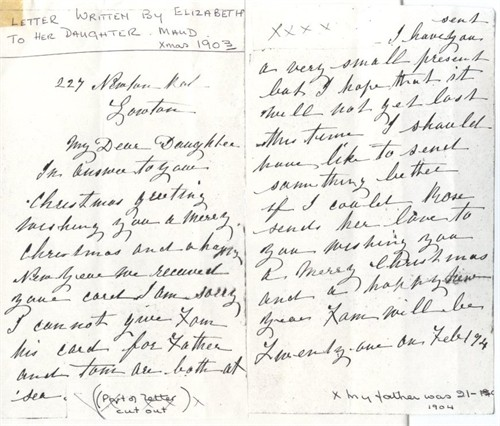 LETTER WRITTEN BY ELIZABETH
TO HER DAUGHTER. MAUD.
Xmas 1903
227 Newton Rod
Lowton
My Dear Daughter
In answer to your
Christmas greeting
wishing you a merry
Christmas and a happy
New year we received
your card I am sorry
I cannot give Tom
his card for Father
and Tom are both at
sea.
(Part of letter
cut out) x
xxxx
sent
I have you
a very small present
but I hope that it
will not get lost
this time I should
have like to send
something better
if I could Rose
sends her love to
you wishing you
a merry Christmas
and a happy New
year Tom will be
Twenty-one on Feb 1
x my father was 21-
1904